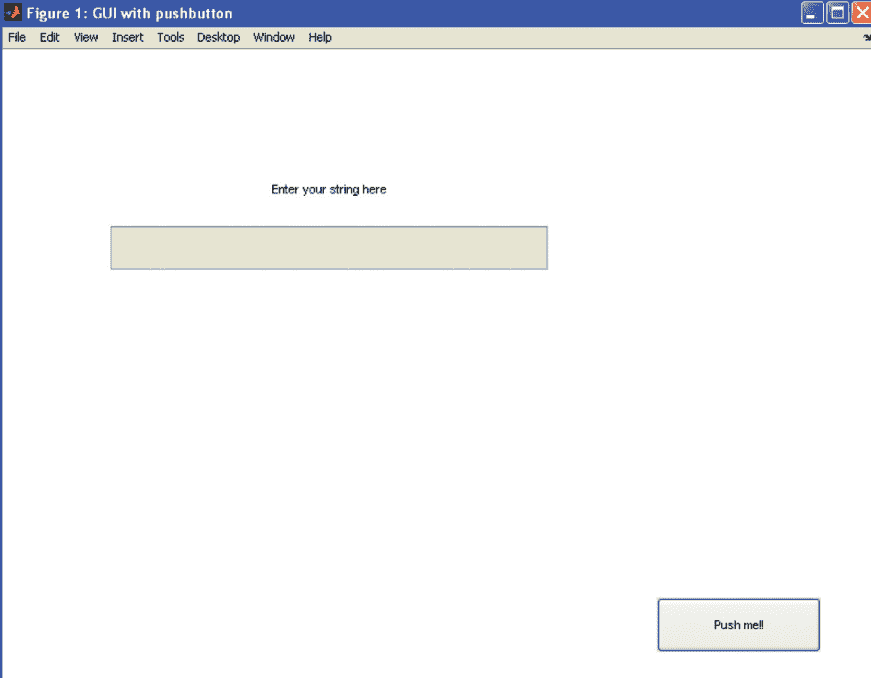 Figure 1: GUI with pushbutton
File Edit View Insert Tools Desktop Window Help
Enter your string here
Push me!!